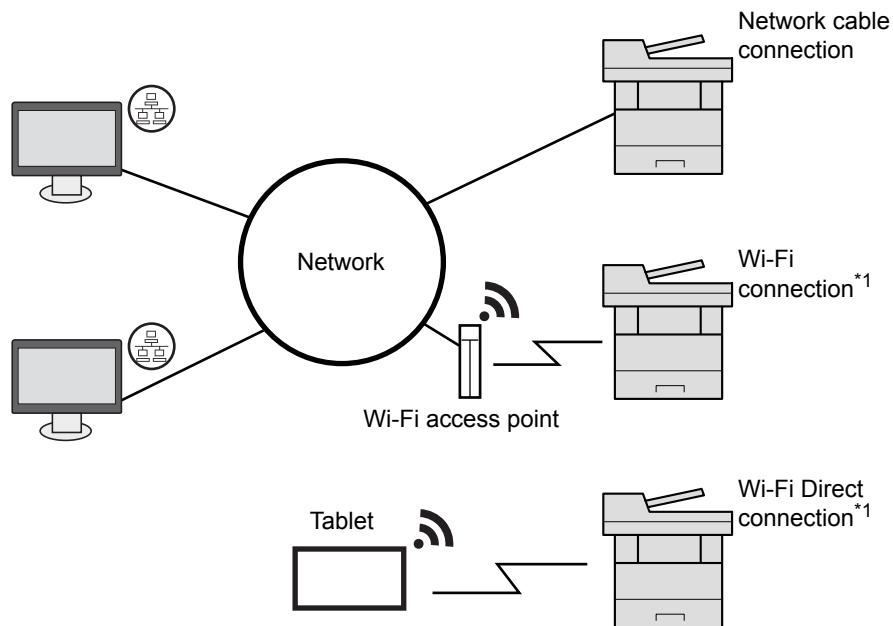 Network cable
connection
Network
Wi-Fi
connection*1
Wi-Fi access point
Wi-Fi Direct
connection*1
Tablet